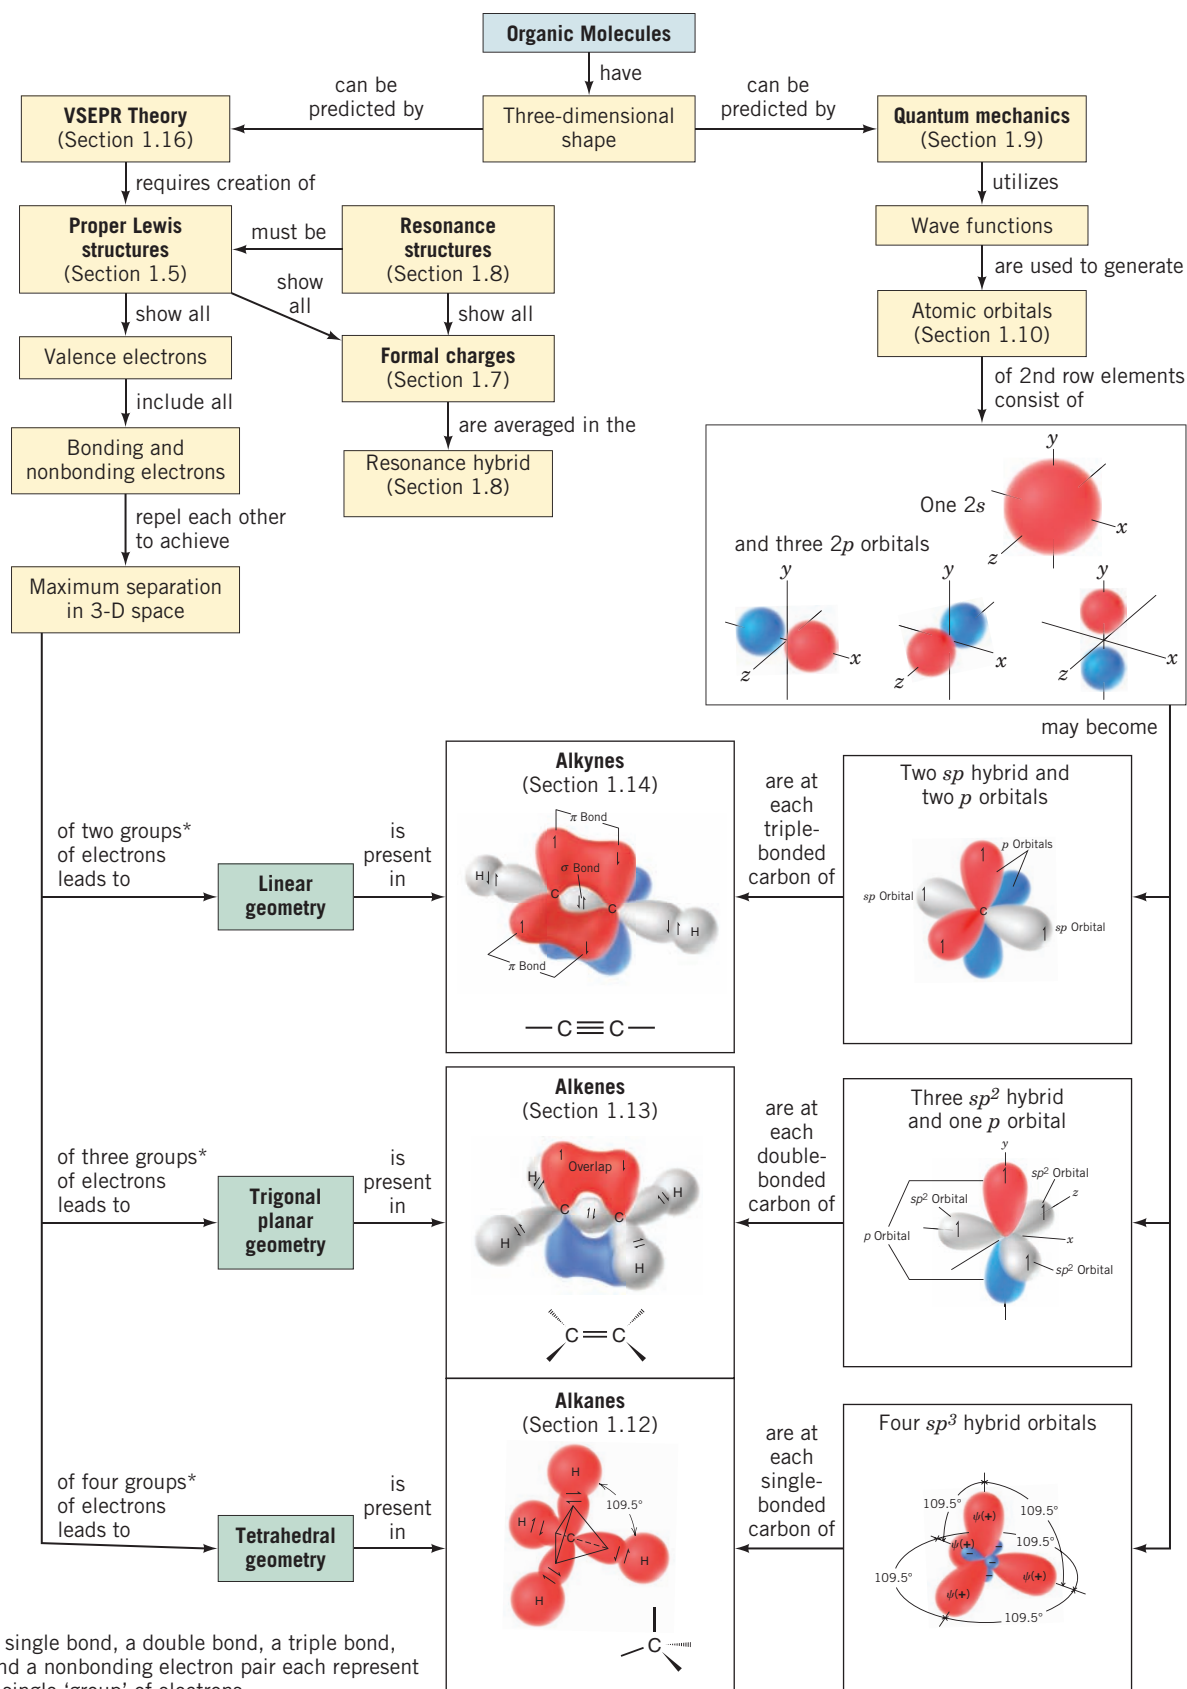 Organic Molecules
have
can be
predicted by
can be
predicted by
VSEPR Theory
(Section 1.16)
Three-dimensional
shape
Quantum mechanics
(Section 1.9)
requires creation of
utilizes
Proper Lewis
structures
(Section 1.5)
must be
Resonance
structures
(Section 1.8)
Wave functions
are used to generate
show
all
show all
show all
Atomic orbitals
(Section 1.10)
Valence electrons
Formal charges
(Section 1.7)
of 2nd row elements
consist of
include all
are averaged in the
Bonding and
nonbonding electrons
Resonance hybrid
(Section 1.8)
repel each other
to achieve
Maximum separation
in 3-D space
y
One 2s
x
z
and three 2p orbitals
y
x
z
y
x
z
y
x
z
may become
of two groups*
of electrons
leads to
Linear
geometry
is
present
in
Alkynes
(Section 1.14)
π Bond
σ Bond
H
C
C
H
π Bond
—C≡C—
are at
each
triple-
bonded
carbon of
Two sp hybrid and
two p orbitals
p Orbitals
sp Orbital
C
sp Orbital
of three groups*
of electrons
leads to
Trigonal
planar
geometry
is
present
in
Alkenes
(Section 1.13)
Overlap
H
H
C
C
H
H
C=C
are at
each
double-
bonded
carbon of
Three sp² hybrid
and one p orbital
y
sp² Orbital
z
sp² Orbital
p Orbital
x
sp² Orbital
of four groups*
of electrons
leads to
Tetrahedral
geometry
is
present
in
Alkanes
(Section 1.12)
H
109.5°
H
C
H
H
C
are at
each
single-
bonded
carbon of
Four sp³ hybrid orbitals
109.5°
109.5°
ψ(+)
109.5°
ψ(+)
−
−
−
−
109.5°
ψ(+)
ψ(+)
109.5°
single bond, a double bond, a triple bond,
nd a nonbonding electron pair each represent
single ‘group’ of electrons